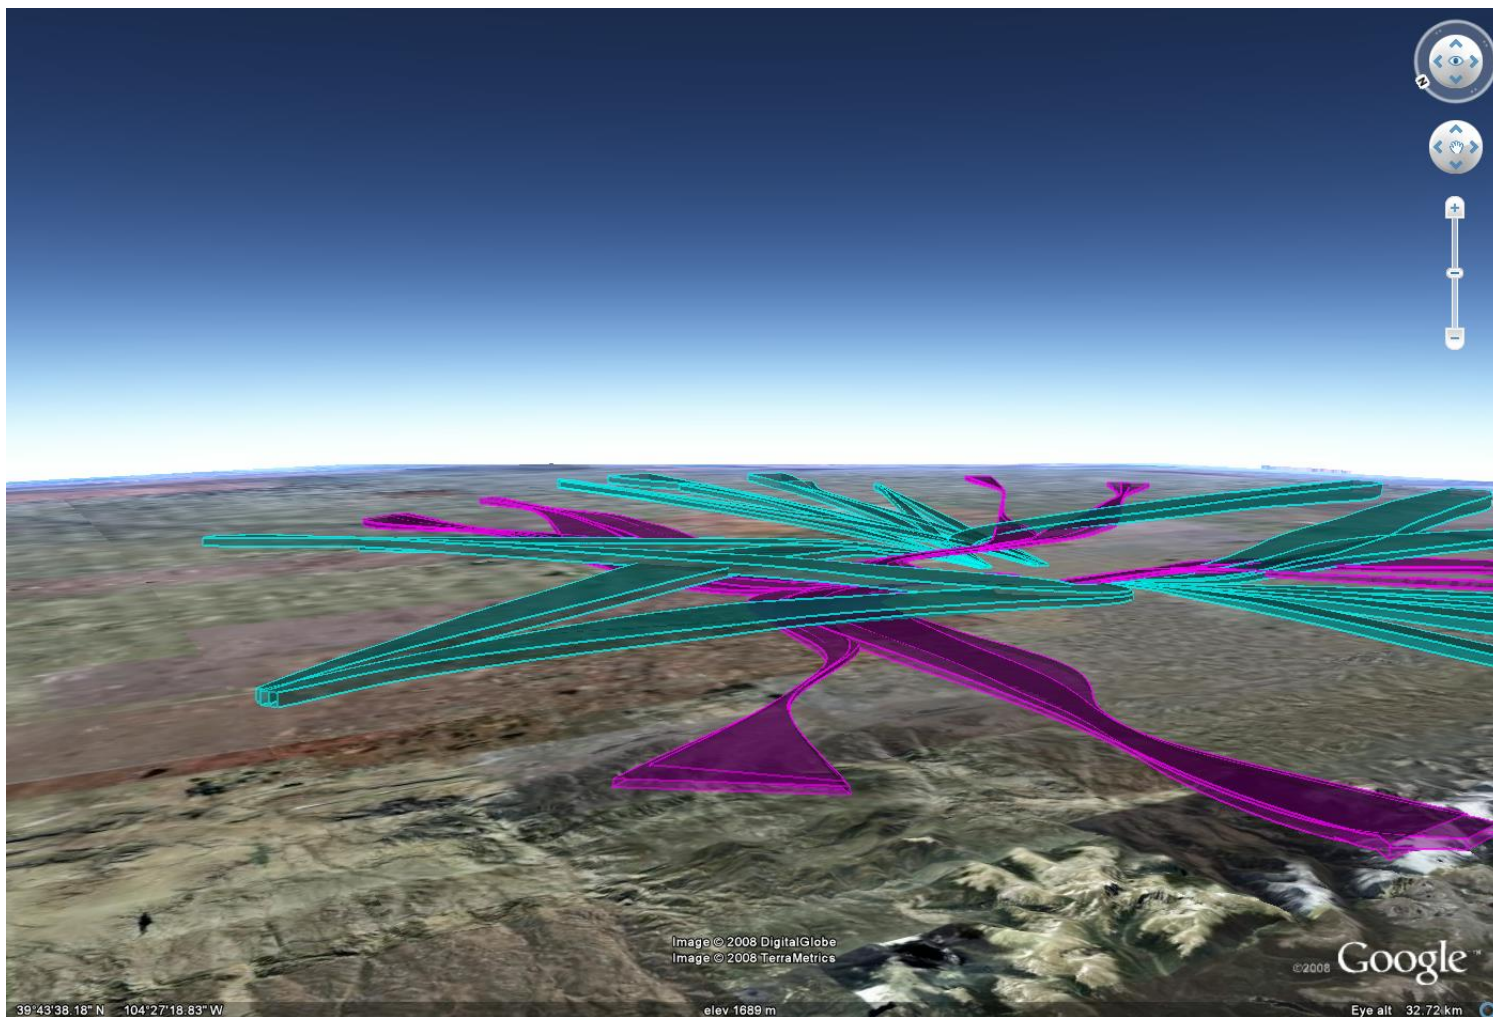 N
Image © 2008 DigitalGlobe
Image © 2008 TerraMetrics
©2008 Google™
39°43'38.18" N 104°27'18.83" W elev 1689 m Eye alt 32.72 km